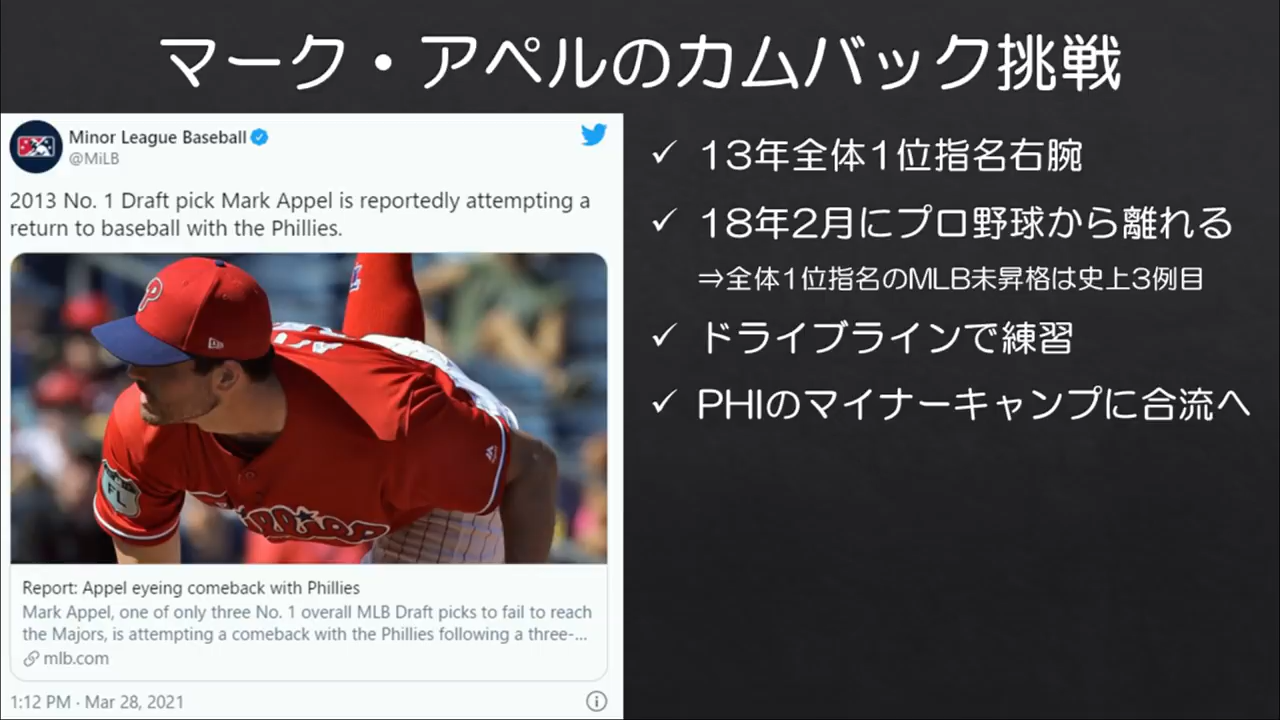 マーク・アペルのカムバック挑戦
Minor League Baseball
@MiLB
2013 No. 1 Draft pick Mark Appel is reportedly attempting a
return to baseball with the Phillies.
P
FL
Phillies
Report: Appel eyeing comeback with Phillies
Mark Appel, one of only three No. 1 overall MLB Draft picks to fail to reach
the Majors, is attempting a comeback with the Phillies following a three-...
mlb.com
1:12 PM · Mar 28, 2021
✓ 13年全体1位指名右腕
✓ 18年2月にプロ野球から離れる
⇒全体1位指名のMLB未昇格は史上3例目
✓ ドライブラインで練習
✓ PHIのマイナーキャンプに合流へ